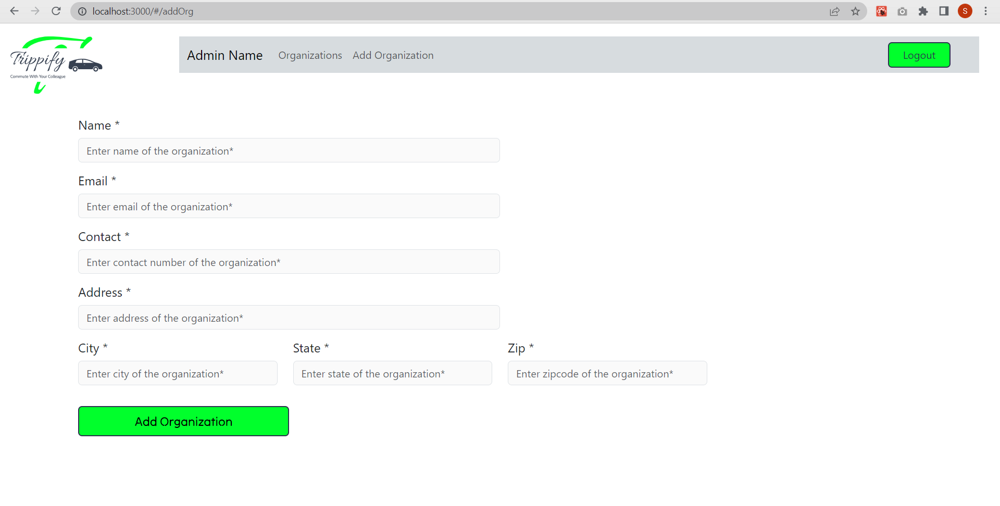 localhost:3000/#/addOrg
S
Trippify
Commute With Your Colleague
Admin Name Organizations Add Organization Logout
Name *
Enter name of the organization*
Email *
Enter email of the organization*
Contact *
Enter contact number of the organization*
Address *
Enter address of the organization*
City * State * Zip *
Enter city of the organization* Enter state of the organization* Enter zipcode of the organization*
Add Organization